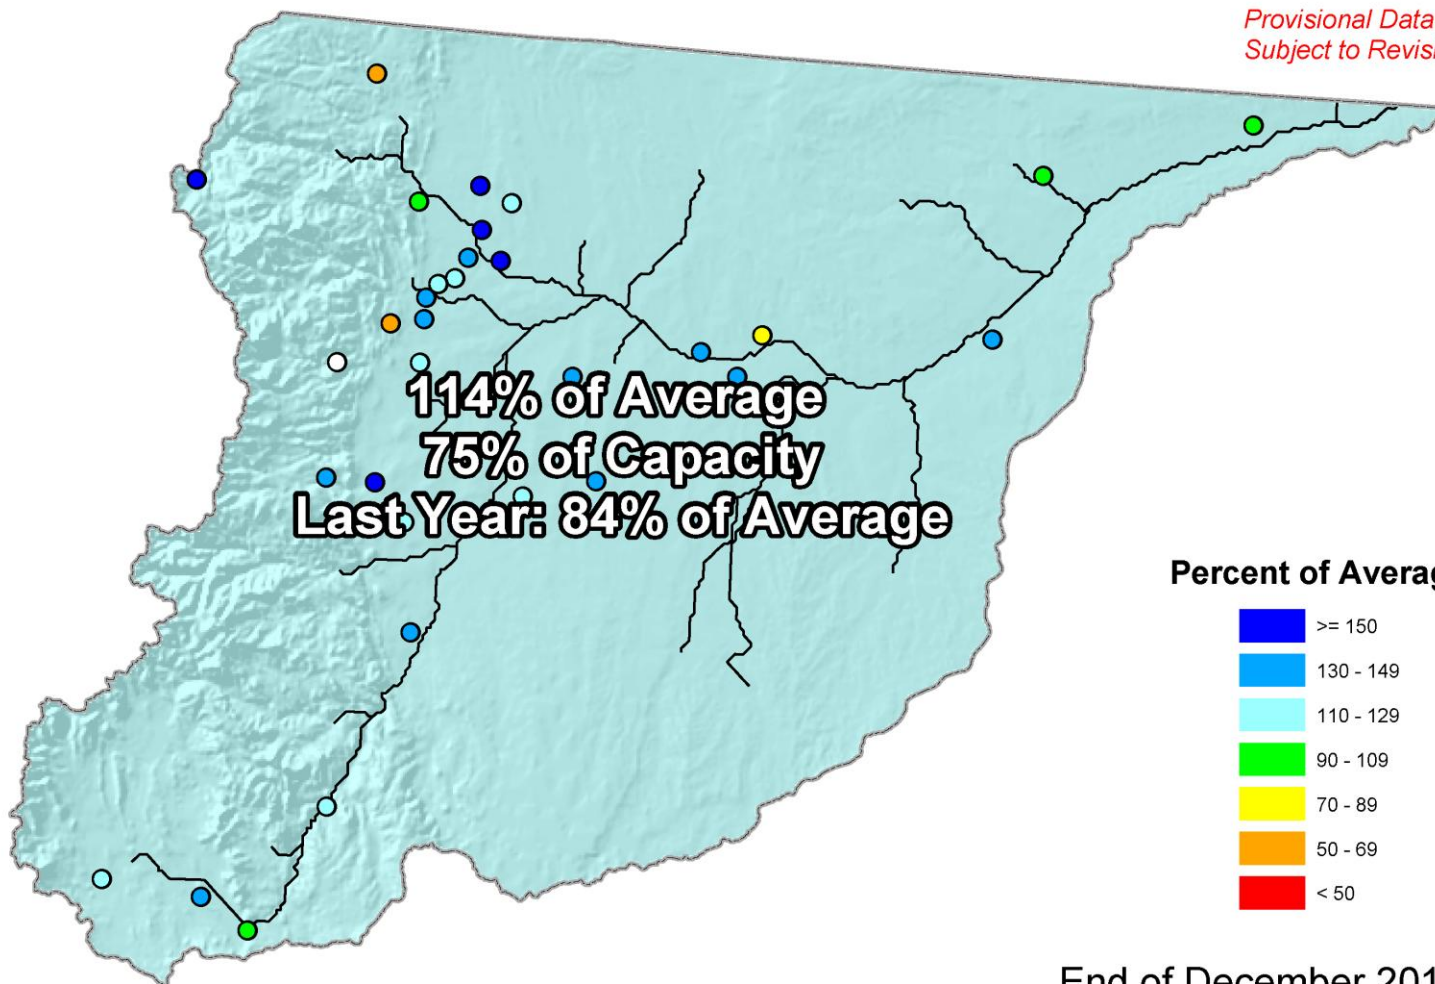 Provisional Data
Subject to Revis
114% of Average
75% of Capacity
Last Year: 84% of Average
Percent of Averag
>= 150
130 - 149
110 - 129
90 - 109
70 - 89
50 - 69
< 50
End of December 201